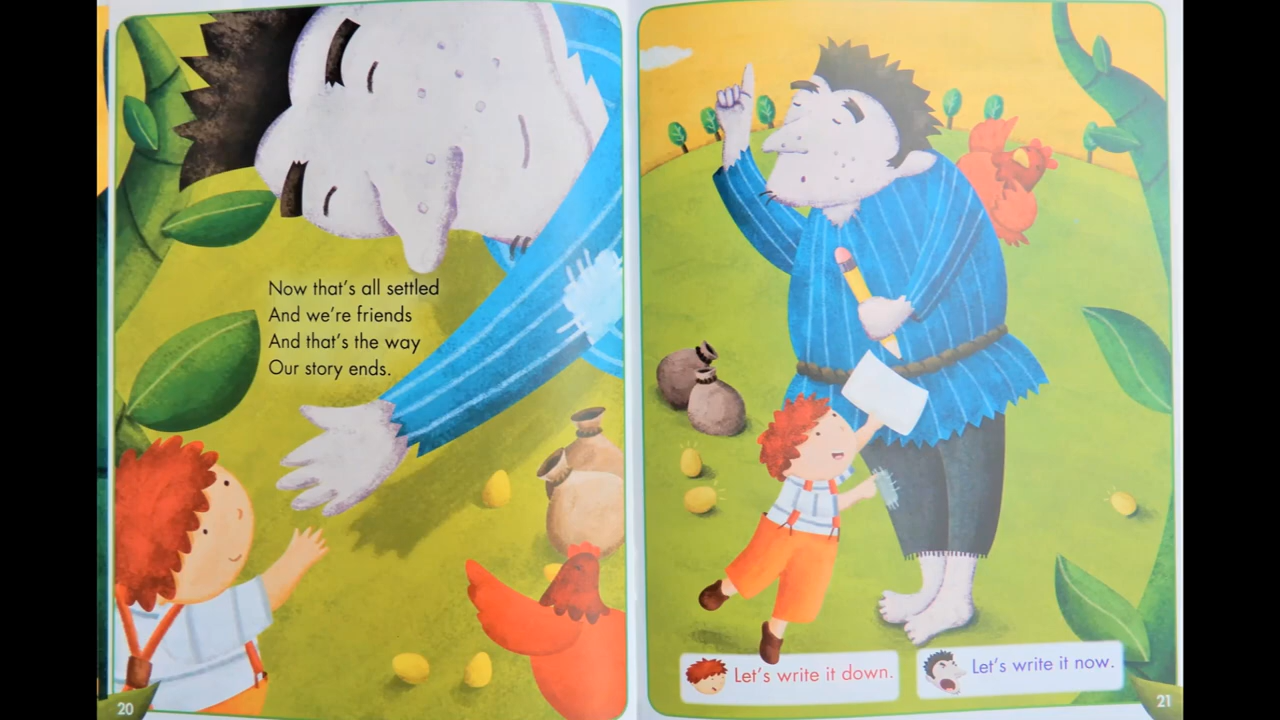 Now that's all settled
And we're friends
And that's the way
Our story ends.
20
Let's write it down.
Let's write it now.
21